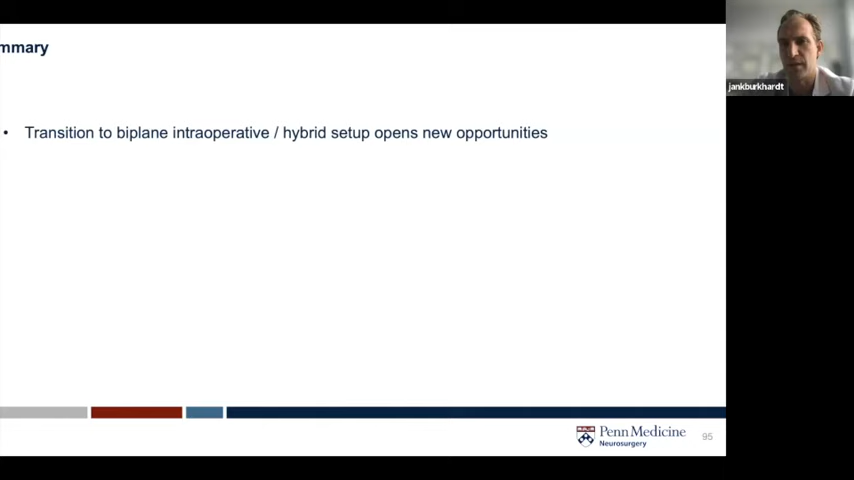 mmary
jankburkhardt
• Transition to biplane intraoperative / hybrid setup opens new opportunities
Penn Medicine
Neurosurgery
95